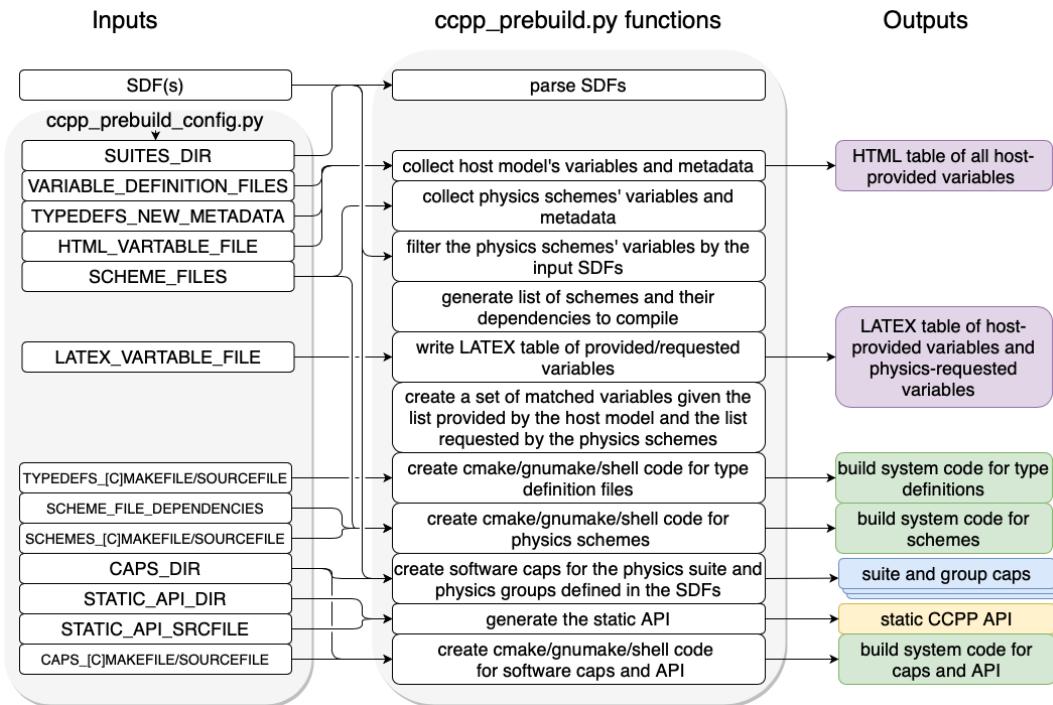 Inputs
ccpp_prebuild.py functions
Outputs
SDF(s)
ccpp_prebuild_config.py
SUITES_DIR
VARIABLE_DEFINITION_FILES
TYPEDEFS_NEW_METADATA
HTML_VARTABLE_FILE
SCHEME_FILES
LATEX_VARTABLE_FILE
TYPEDEFS_[C]MAKEFILE/SOURCEFILE
SCHEME_FILE_DEPENDENCIES
SCHEMES_[C]MAKEFILE/SOURCEFILE
CAPS_DIR
STATIC_API_DIR
STATIC_API_SRCFILE
CAPS_[C]MAKEFILE/SOURCEFILE
parse SDFs
collect host model's variables and metadata
collect physics schemes' variables and
metadata
filter the physics schemes' variables by the
input SDFs
generate list of schemes and their
dependencies to compile
write LATEX table of provided/requested
variables
create a set of matched variables given the
list provided by the host model and the list
requested by the physics schemes
create cmake/gnumake/shell code for type
definition files
create cmake/gnumake/shell code for
physics schemes
create software caps for the physics suite and
physics groups defined in the SDFs
generate the static API
create cmake/gnumake/shell code
for software caps and API
HTML table of all host-
provided variables
LATEX table of host-
provided variables and
physics-requested
variables
build system code for type
definitions
build system code for
schemes
suite and group caps
static CCPP API
build system code for
caps and API